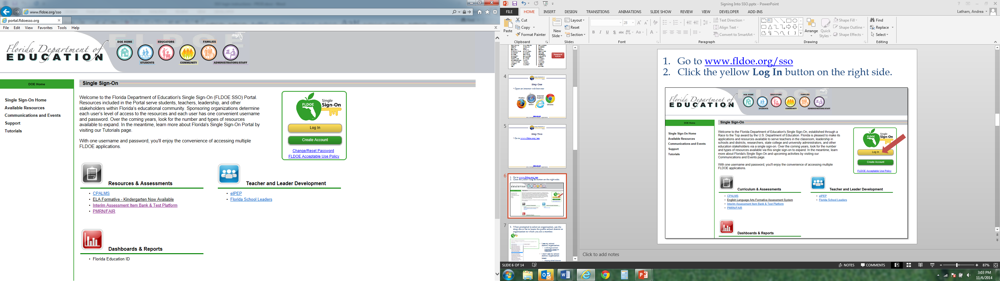 www.fldoe.org/sso
portal.fldoesso.org
File Edit View Favorites Tools Help
Florida Department of
EDUCATION
FLDOE
DOE HOME
EDUCATORS
FAMILIES
STUDENTS
COMMUNITY
ADMINISTRATORS/STAFF
DOE Home
Single Sign-On Home
Available Resources
Communications and Events
Support
Tutorials
Single Sign-On
Welcome to the Florida Department of Education's Single Sign-On (FLDOE SSO) Portal.
Resources included in the Portal serve students, teachers, leadership, and other
stakeholders within Florida's educational community. Sponsoring organizations determine
each user's level of access to the resources and each user has one convenient username
and password. Over the coming years, look for the number and types of resources
available to expand. In the meantime, learn more about Florida's Single Sign-On Portal by
visiting our Tutorials page.
With one username and password, you'll enjoy the convenience of accessing multiple
FLDOE applications.
FLDOE
Single
Sign-On
Log In
Create Account
Change/Reset Password
FLDOE Acceptable Use Policy
Resources & Assessments
• CPALMS
• ELA Formative - Kindergarten Now Available
• Interim Assessment Item Bank & Test Platform
• PMRN/FAIR
Teacher and Leader Development
• eIPEP
• Florida School Leaders
Dashboards & Reports
• Florida Education ID
Signing Into SSO.pptx - PowerPoint
FILE HOME INSERT DESIGN TRANSITIONS ANIMATIONS SLIDE SHOW REVIEW VIEW DEVELOPER ADD-INS
Latham, Andrea
Paste
Cut
Copy
Format Painter
Clipboard
New
Slide
Layout
Reset
Section
Slides
28
B I U S abc AV Aa A
Font
Text Direction
Align Text
Convert to SmartArt
Paragraph
Arrange
Quick
Styles
Shape Fill
Shape Outline
Shape Effects
Drawing
Find
Replace
Select
Editing
4
Step One
• Open an internet web browser
Firefox
Safari
Internet
Explorer
Chrome
5
Step Two
• Go to www.fldoe.org/sso
6
1. Go to www.fldoe.org/sso
2. Click the yellow Log In button on the right side.
7
3. When prompted to select an organization, use the
drop down list to locate the public school district or
organization to which you are a member.
• I see my school
district/organization:
• I don't see my school
district/organization
listed:
1. Go to www.fldoe.org/sso
2. Click the yellow Log In button on the right side.
Florida Department of
EDUCATION
FLDOE
DOE HOME
EDUCATORS
FAMILIES
STUDENTS
COMMUNITY
ADMINISTRATORS/STAFF
DOE Home
Single Sign-On Home
Available Resources
Communications and Events
Support
Tutorials
Single Sign-On
Welcome to the Florida Department of Education's Single Sign-On, established through a
Race to the Top award by the U.S. Department of Education. Florida is pleased to make its
applications and resources available to serve teachers in the classroom, leadership in
schools and districts, researchers, state college and university administrators, and other
education stakeholders via a single sign-on. Over the coming years, look for the number
and types of resources available via this single sign-on to expand. In the meantime, learn
more about Florida's Single Sign-On and upcoming activities by visiting our
Communications and Events page.
With one username and password, you'll enjoy the convenience of accessing multiple
FLDOE applications.
FLDOE
Single
Sign-On
Log In
Create Account
FLDOE Acceptable Use Policy
Curriculum & Assessments
• CPALMS
• English Language Arts Formative Assessment System
• Interim Assessment Item Bank & Test Platform
• PMRN/FAIR
Teacher and Leader Development
• eIPEP
• Florida School Leaders
Dashboards & Reports
Click to add notes
SLIDE 6 OF 14
NOTES
COMMENTS
87%
3:03 PM
11/6/2014